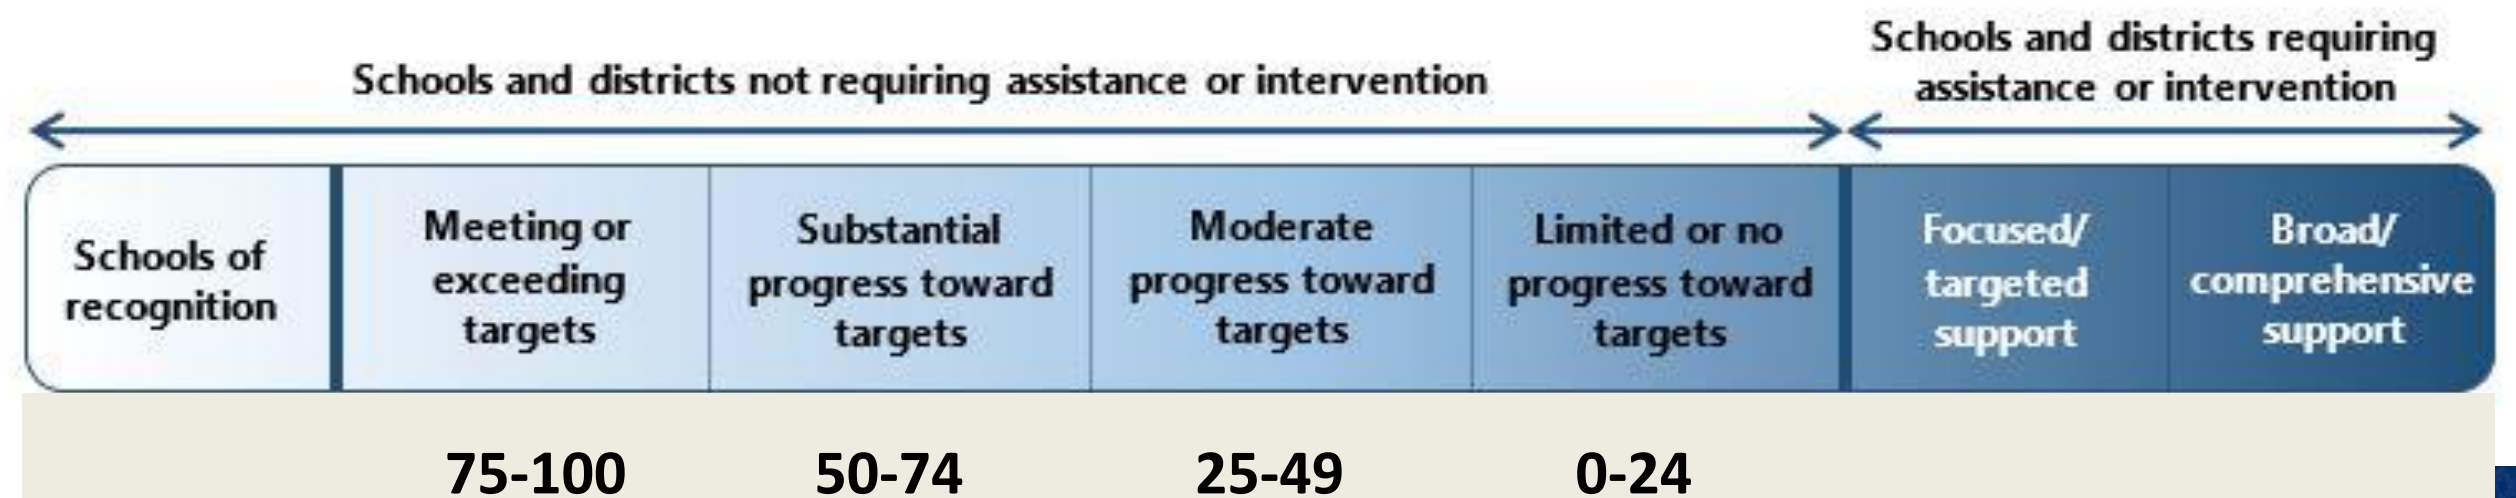 Schools and districts not requiring assistance or intervention
Schools and districts requiring
assistance or intervention
Schools of
recognition
Meeting or
exceeding
targets
Substantial
progress toward
targets
Moderate
progress toward
targets
Limited or no
progress toward
targets
Focused/
targeted
support
Broad/
comprehensive
support
75-100
50-74
25-49
0-24